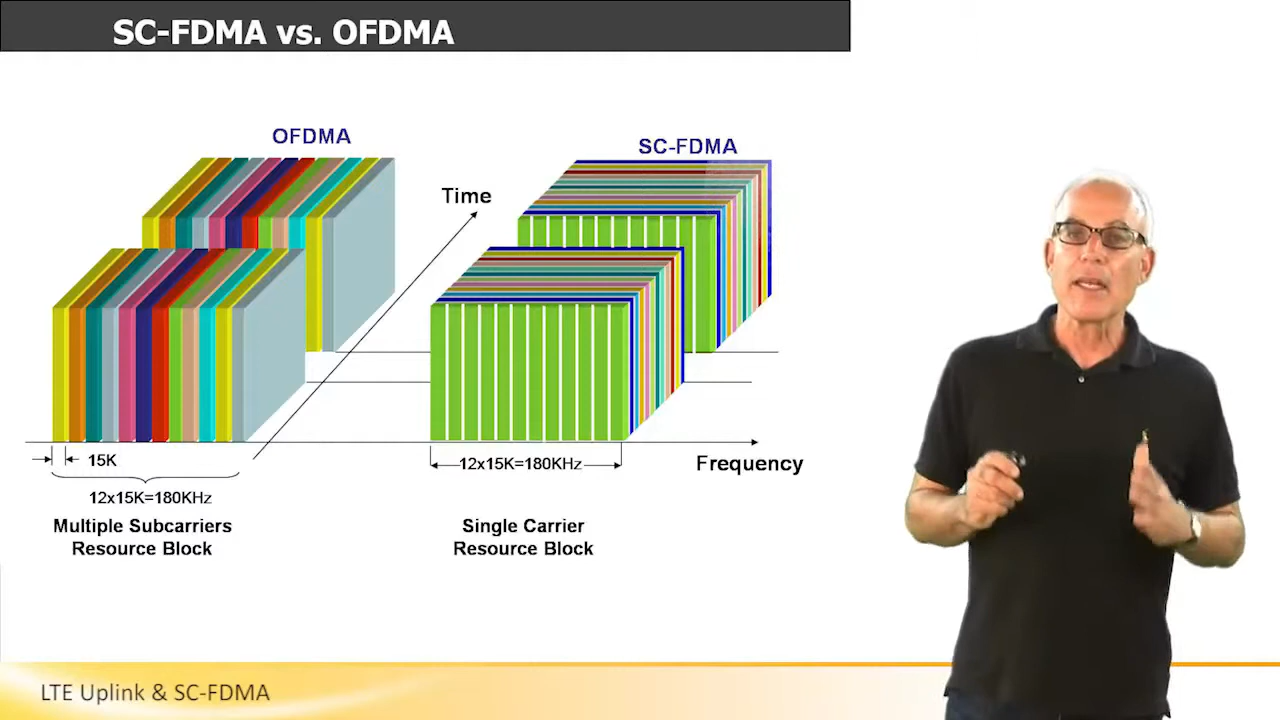 SC-FDMA vs. OFDMA
OFDMA
SC-FDMA
Time
15K
12x15K=180KHz
12x15K=180KHz
Frequency
Multiple Subcarriers
Resource Block
Single Carrier
Resource Block
LTE Uplink & SC-FDMA